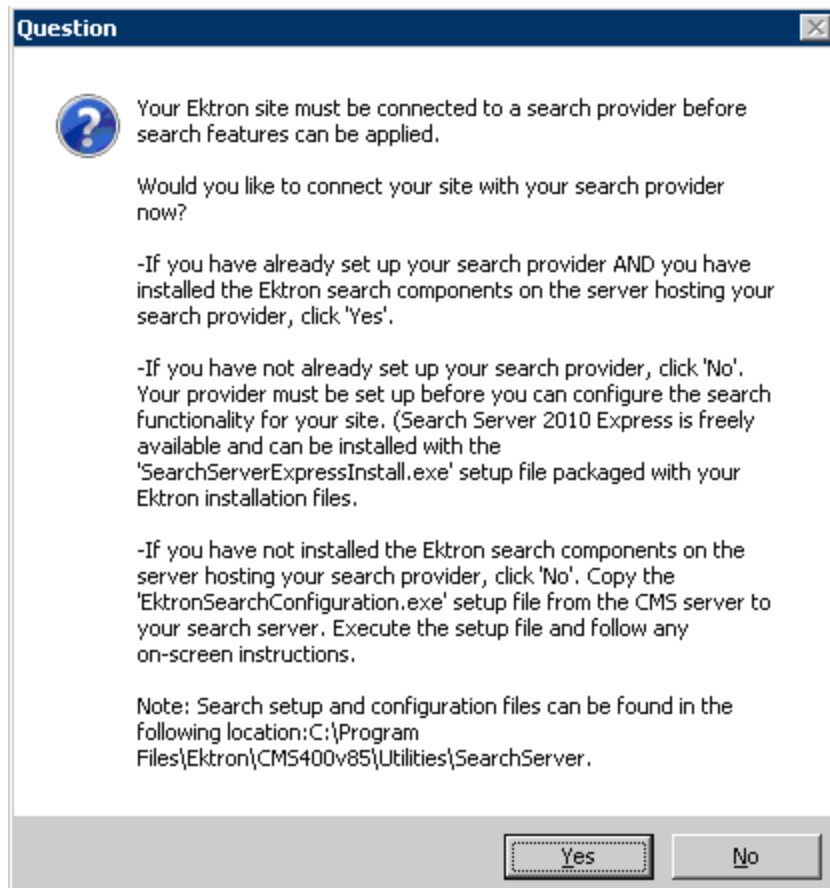 Question
Your Ektron site must be connected to a search provider before
search features can be applied.
Would you like to connect your site with your search provider
now?
-If you have already set up your search provider AND you have
installed the Ektron search components on the server hosting your
search provider, click 'Yes'.
-If you have not already set up your search provider, click 'No'.
Your provider must be set up before you can configure the search
functionality for your site. (Search Server 2010 Express is freely
available and can be installed with the
'SearchServerExpressInstall.exe' setup file packaged with your
Ektron installation files.
-If you have not installed the Ektron search components on the
server hosting your search provider, click 'No'. Copy the
'EktronSearchConfiguration.exe' setup file from the CMS server to
your search server. Execute the setup file and follow any
on-screen instructions.
Note: Search setup and configuration files can be found in the
following location:C:\Program
Files\Ektron\CMS400v85\Utilities\SearchServer.
Yes
No